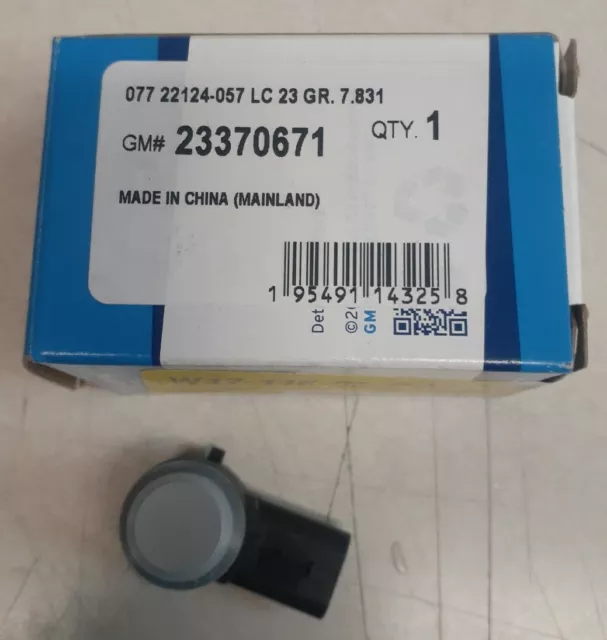 077 22124-057 LC 23 GR. 7.831
GM# 23370671 QTY. 1
MADE IN CHINA (MAINLAND)
1 95491 14325 8
Det
©20
GM